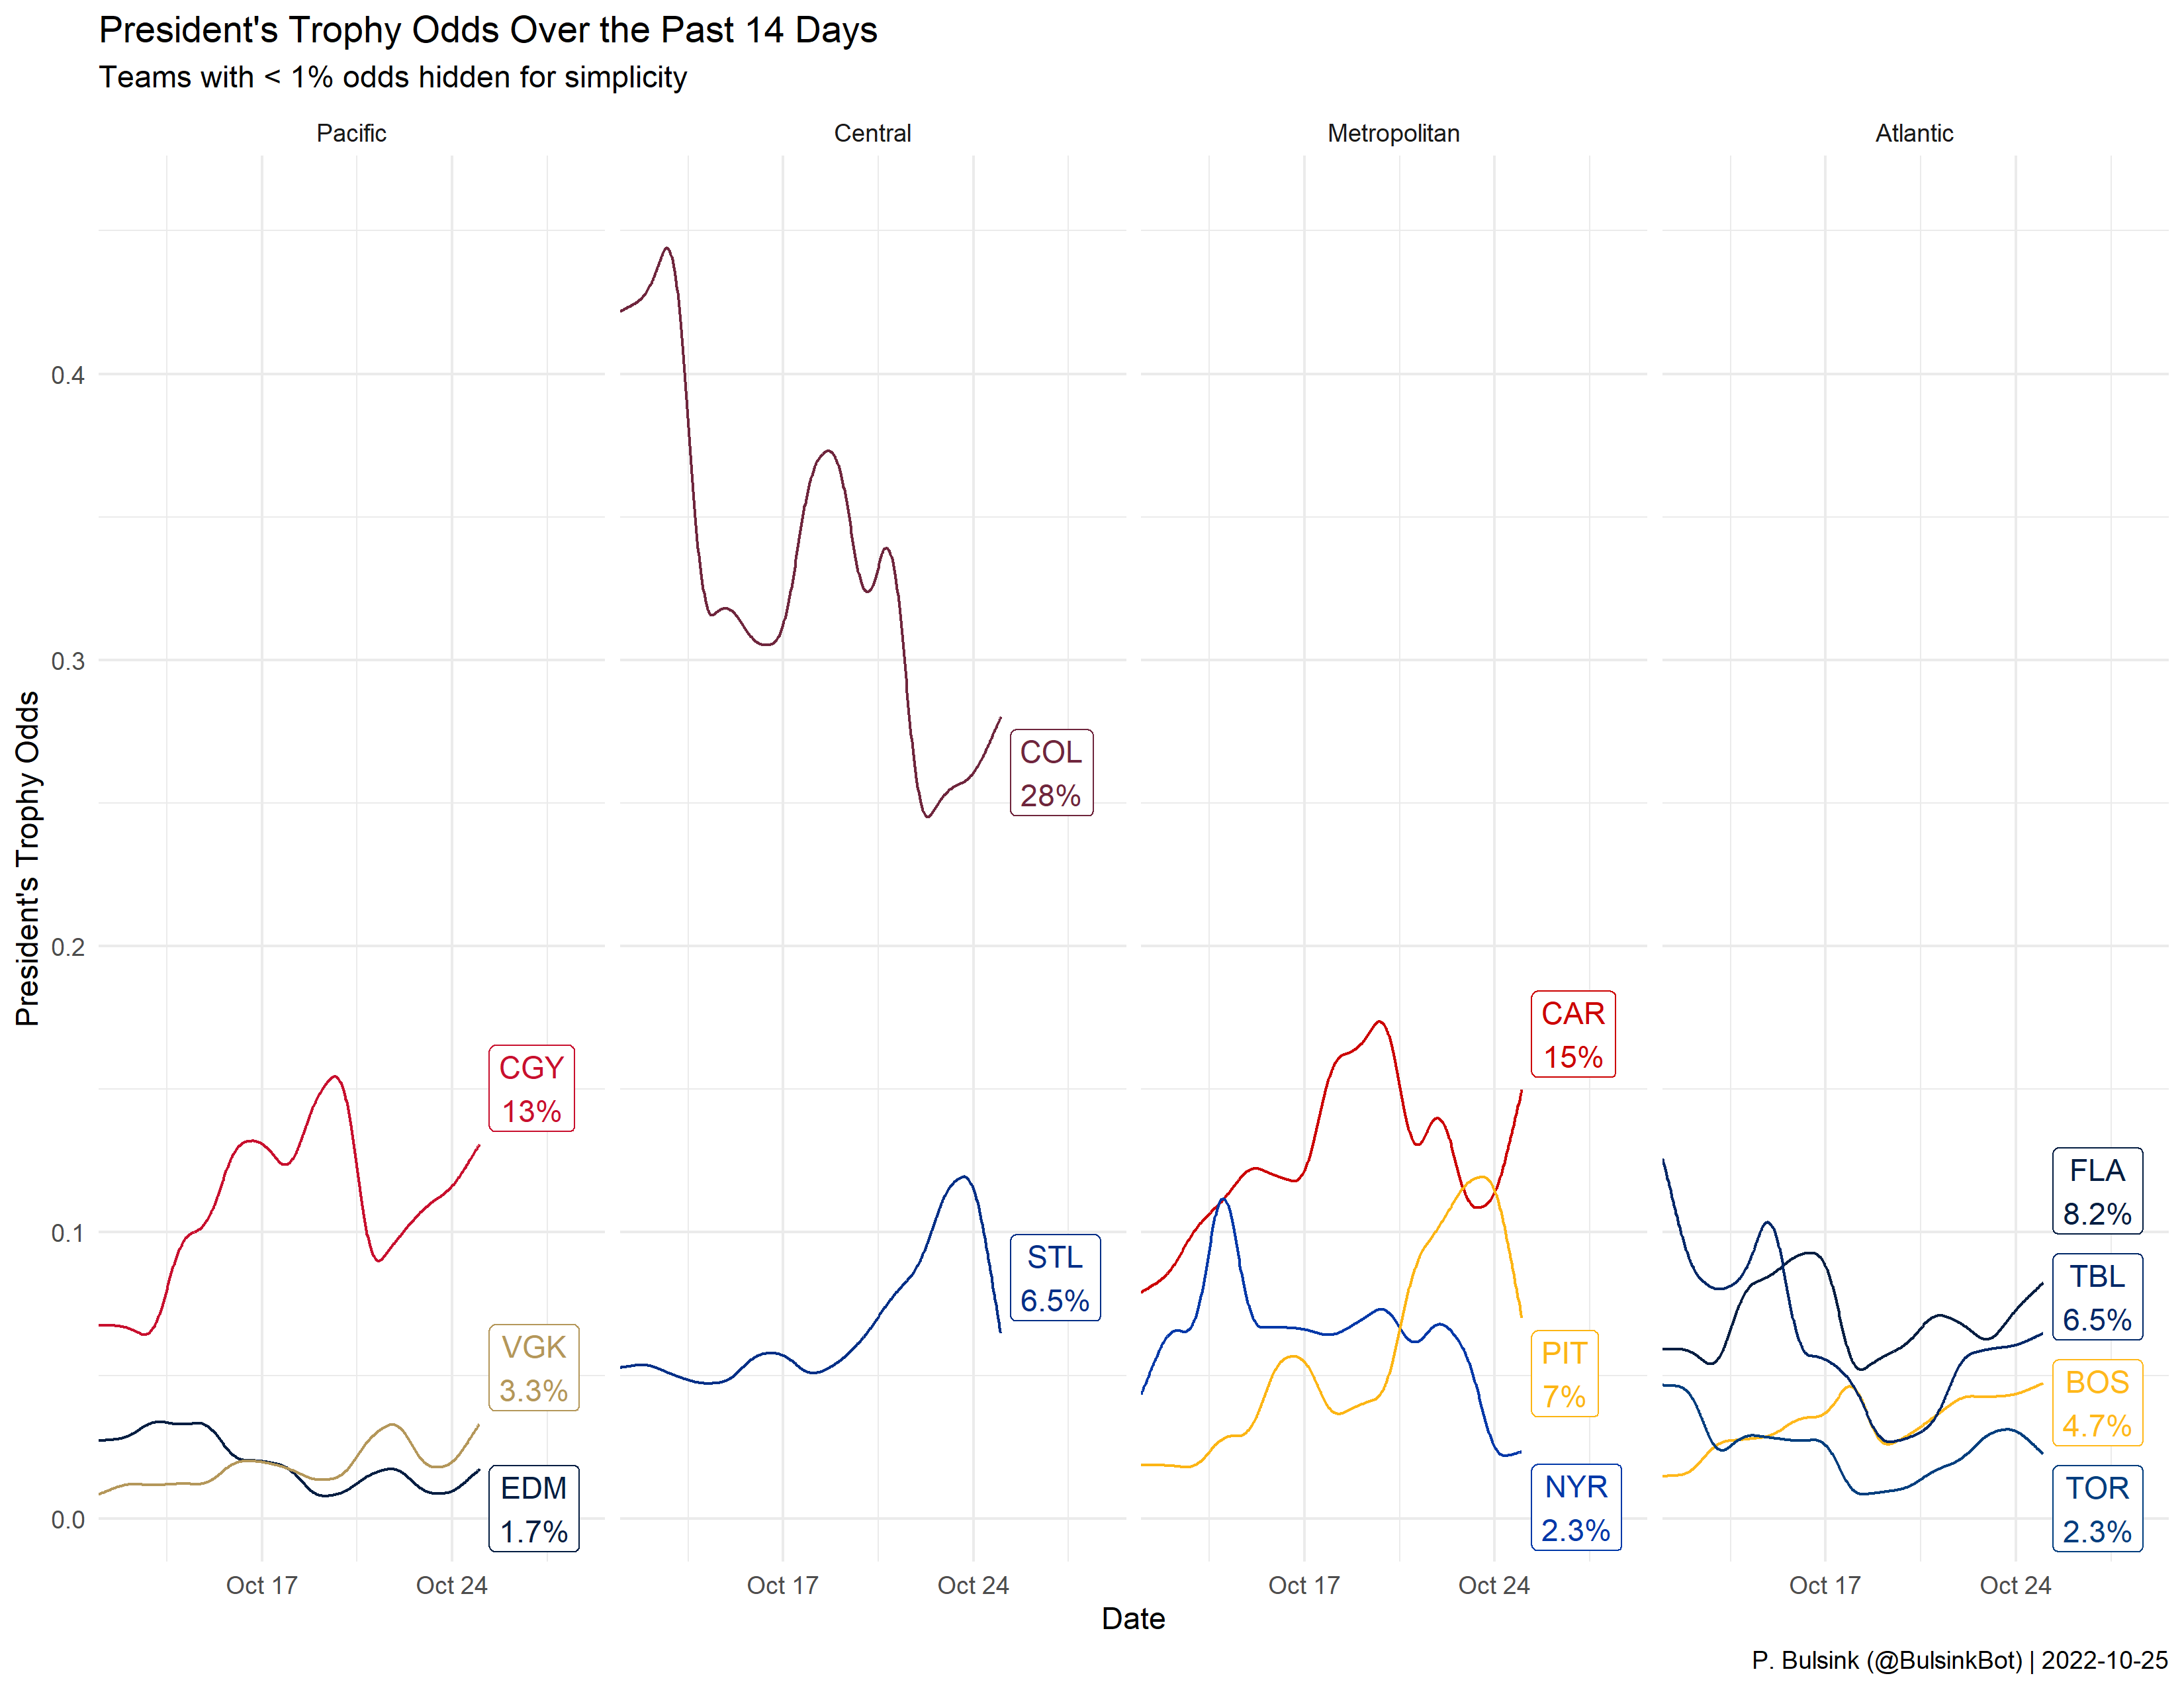 President's Trophy Odds Over the Past 14 Days
Teams with < 1% odds hidden for simplicity
Pacific
Central
Metropolitan
Atlantic
President's Trophy Odds
0.4
0.3
0.2
0.1
0.0
CGY
13%
VGK
3.3%
EDM
1.7%
COL
28%
STL
6.5%
CAR
15%
PIT
7%
NYR
2.3%
FLA
8.2%
TBL
6.5%
BOS
4.7%
TOR
2.3%
Oct 17
Oct 24
Oct 17
Oct 24
Oct 17
Oct 24
Oct 17
Oct 24
Date
P. Bulsink (@BulsinkBot) | 2022-10-25